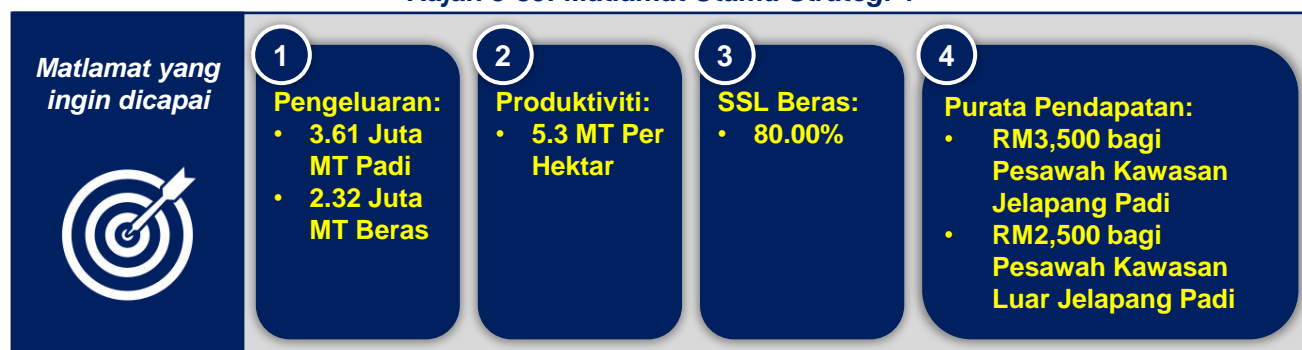 Matlamat yang
ingin dicapai
1
Pengeluaran:
• 3.61 Juta
MT Padi
• 2.32 Juta
MT Beras
2
Produktiviti:
• 5.3 MT Per
Hektar
3
SSL Beras:
• 80.00%
4
Purata Pendapatan:
• RM3,500 bagi
Pesawah Kawasan
Jelapang Padi
• RM2,500 bagi
Pesawah Kawasan
Luar Jelapang Padi